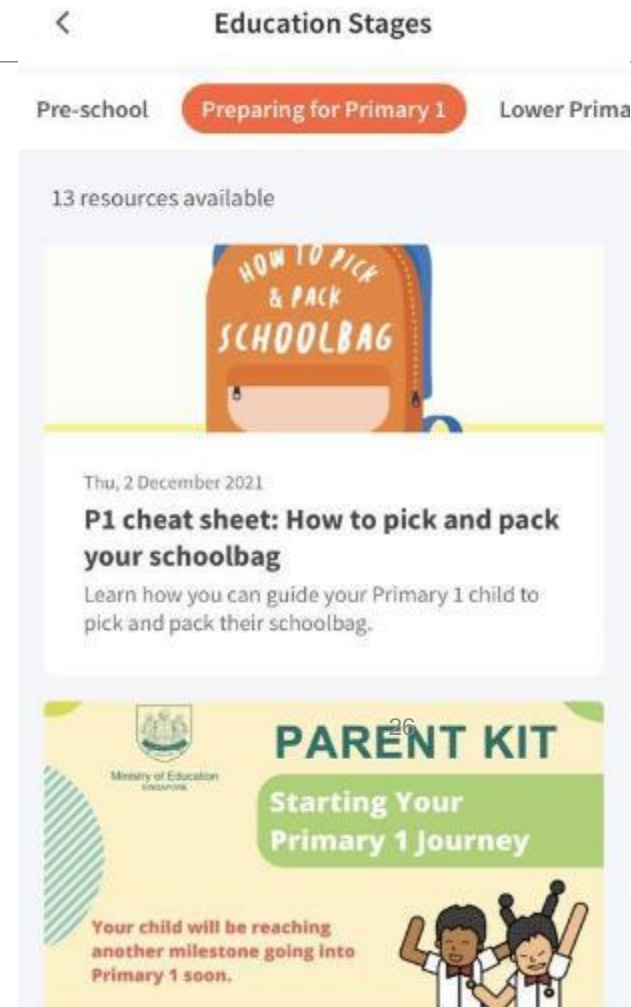 Education Stages
Pre-school Preparing for Primary 1 Lower Prima
13 resources available
HOW TO PICK
& PACK
SCHOOLBAG
Thu, 2 December 2021
P1 cheat sheet: How to pick and pack
your schoolbag
Learn how you can guide your Primary 1 child to
pick and pack their schoolbag.
26
PARENT KIT
Ministry of Education
SINGAPORE
Starting Your
Primary 1 Journey
Your child will be reaching
another milestone going into
Primary 1 soon.